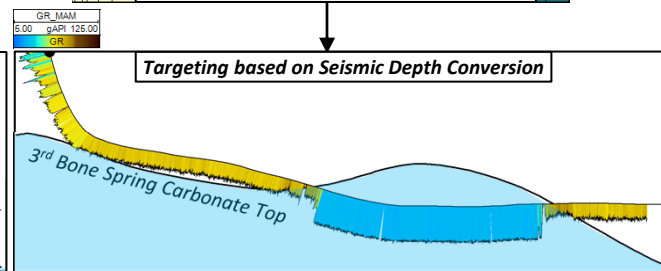 GR_MAM
5.00 gAPI 125.00
GR
Targeting based on Seismic Depth Conversion
3rd Bone Spring Carbonate Top